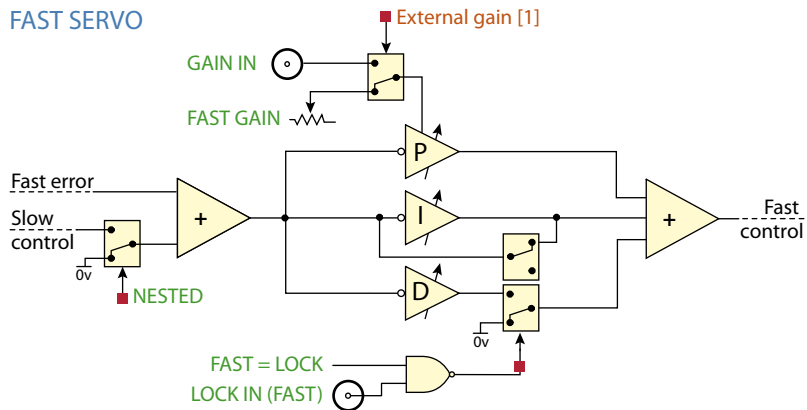 FAST SERVO
External gain [1]
GAIN IN
FAST GAIN
P
Fast error
Slow
control
+
I
+
Fast
control
0v
NESTED
D
0v
FAST = LOCK
LOCK IN (FAST)